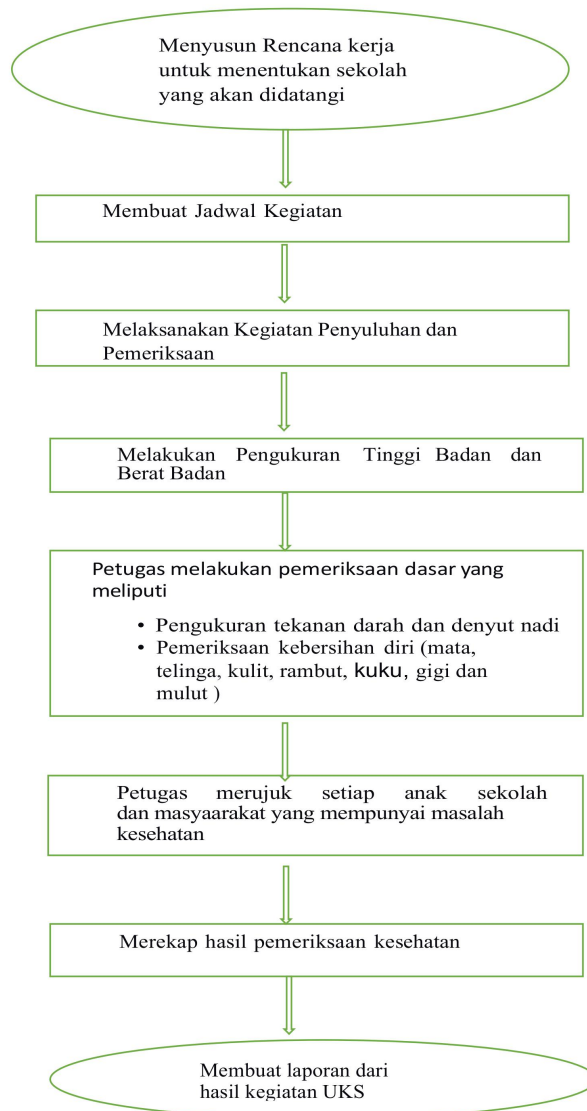 Menyusun Rencana kerja
untuk menentukan sekolah
yang akan didatangi
Membuat Jadwal Kegiatan
Melaksanakan Kegiatan Penyuluhan dan
Pemeriksaan
Melakukan Pengukuran Tinggi Badan dan
Berat Badan
Petugas melakukan pemeriksaan dasar yang
meliputi
• Pengukuran tekanan darah dan denyut nadi
• Pemeriksaan kebersihan diri (mata,
telinga, kulit, rambut, kuku, gigi dan
mulut )
Petugas merujuk setiap anak sekolah
dan masyaarakat yang mempunyai masalah
kesehatan
Merekap hasil pemeriksaan kesehatan
Membuat laporan dari
hasil kegiatan UKS